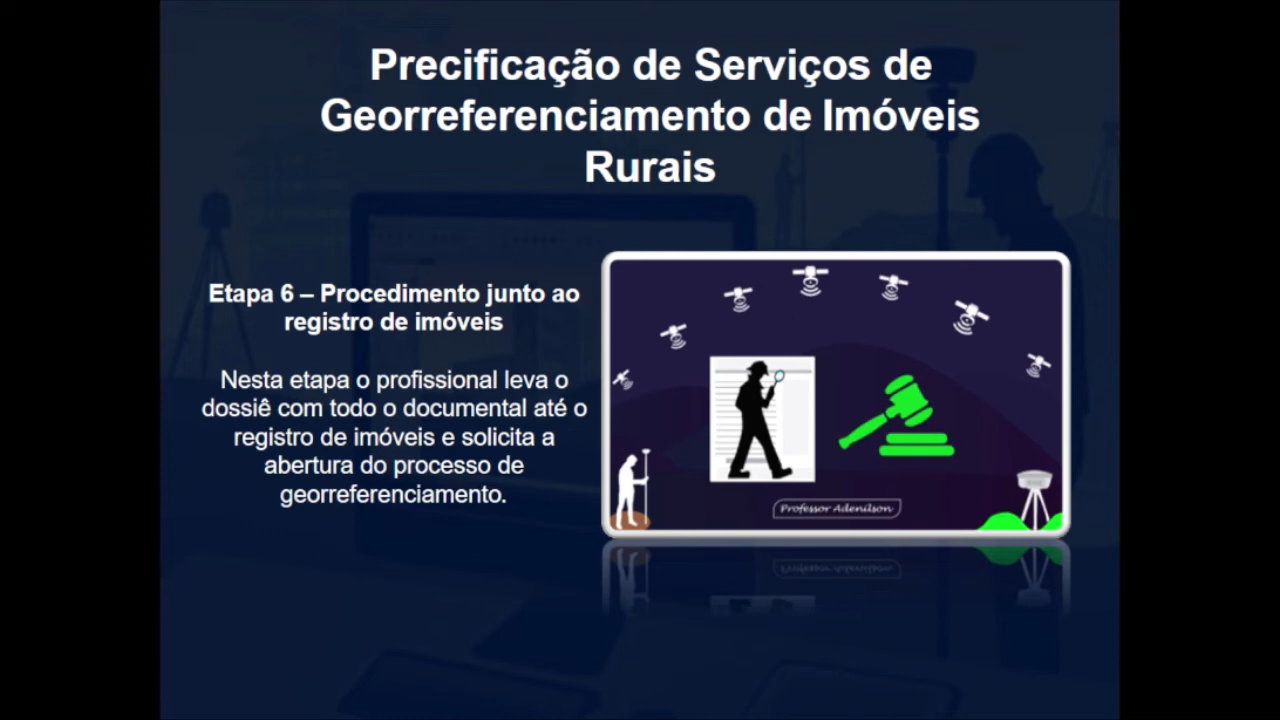 Precificação de Serviços de
Georreferenciamento de Imóveis
Rurais
Etapa 6 – Procedimento junto ao
registro de imóveis
Nesta etapa o profissional leva o
dossiê com todo o documental até o
registro de imóveis e solicita a
abertura do processo de
georreferenciamento.
Professor Adenilson